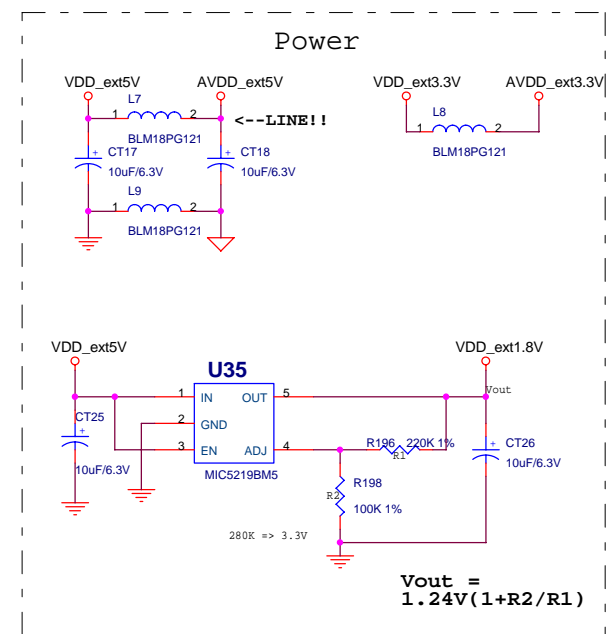 Power
VDD_ext5V
AVDD_ext5V
VDD_ext3.3V
AVDD_ext3.3V
L7
1
2
<--LINE!!
L8
1
2
BLM18PG121
BLM18PG121
+
CT17
10uF/6.3V
+
CT18
10uF/6.3V
L9
1
2
BLM18PG121
VDD_ext5V
VDD_ext1.8V
U35
1
IN
OUT
5
Vout
CT25
+
10uF/6.3V
2
GND
3
EN
ADJ
4
MIC5219BM5
R196
220K 1%
R1
+
CT26
10uF/6.3V
R198
R2
100K 1%
280K => 3.3V
Vout =
1.24V(1+R2/R1)